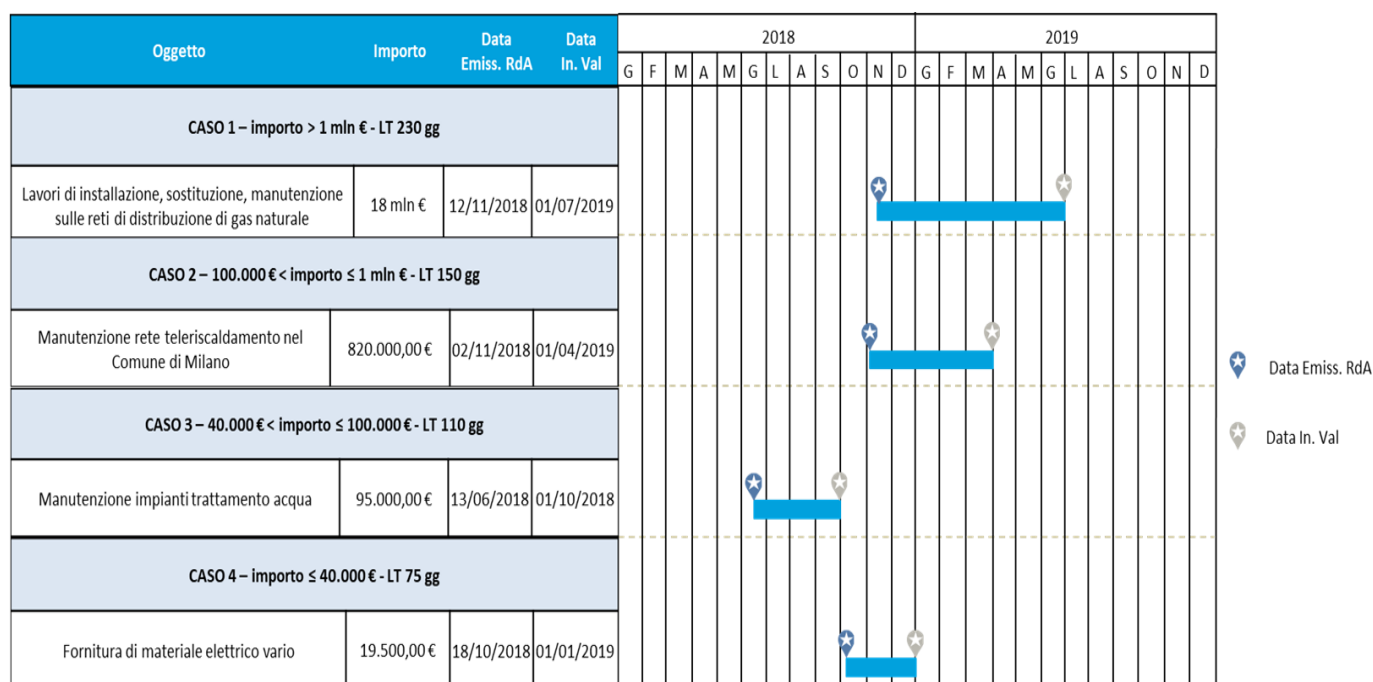 Oggetto Importo Data Emiss. RdA Data In. Val
2018 2019
G F M A M G L A S O N D G F M A M G L A S O N D
CASO 1 – importo > 1 mln € - LT 230 gg
Lavori di installazione, sostituzione, manutenzione
sulle reti di distribuzione di gas naturale
18 mln € 12/11/2018 01/07/2019
CASO 2 – 100.000 € < importo ≤ 1 mln € - LT 150 gg
Manutenzione rete teleriscaldamento nel
Comune di Milano
820.000,00 € 02/11/2018 01/04/2019
CASO 3 – 40.000 € < importo ≤ 100.000 € - LT 110 gg
Manutenzione impianti trattamento acqua 95.000,00 € 13/06/2018 01/10/2018
CASO 4 – importo ≤ 40.000 € - LT 75 gg
Fornitura di materiale elettrico vario 19.500,00 € 18/10/2018 01/01/2019
Data Emiss. RdA
Data In. Val